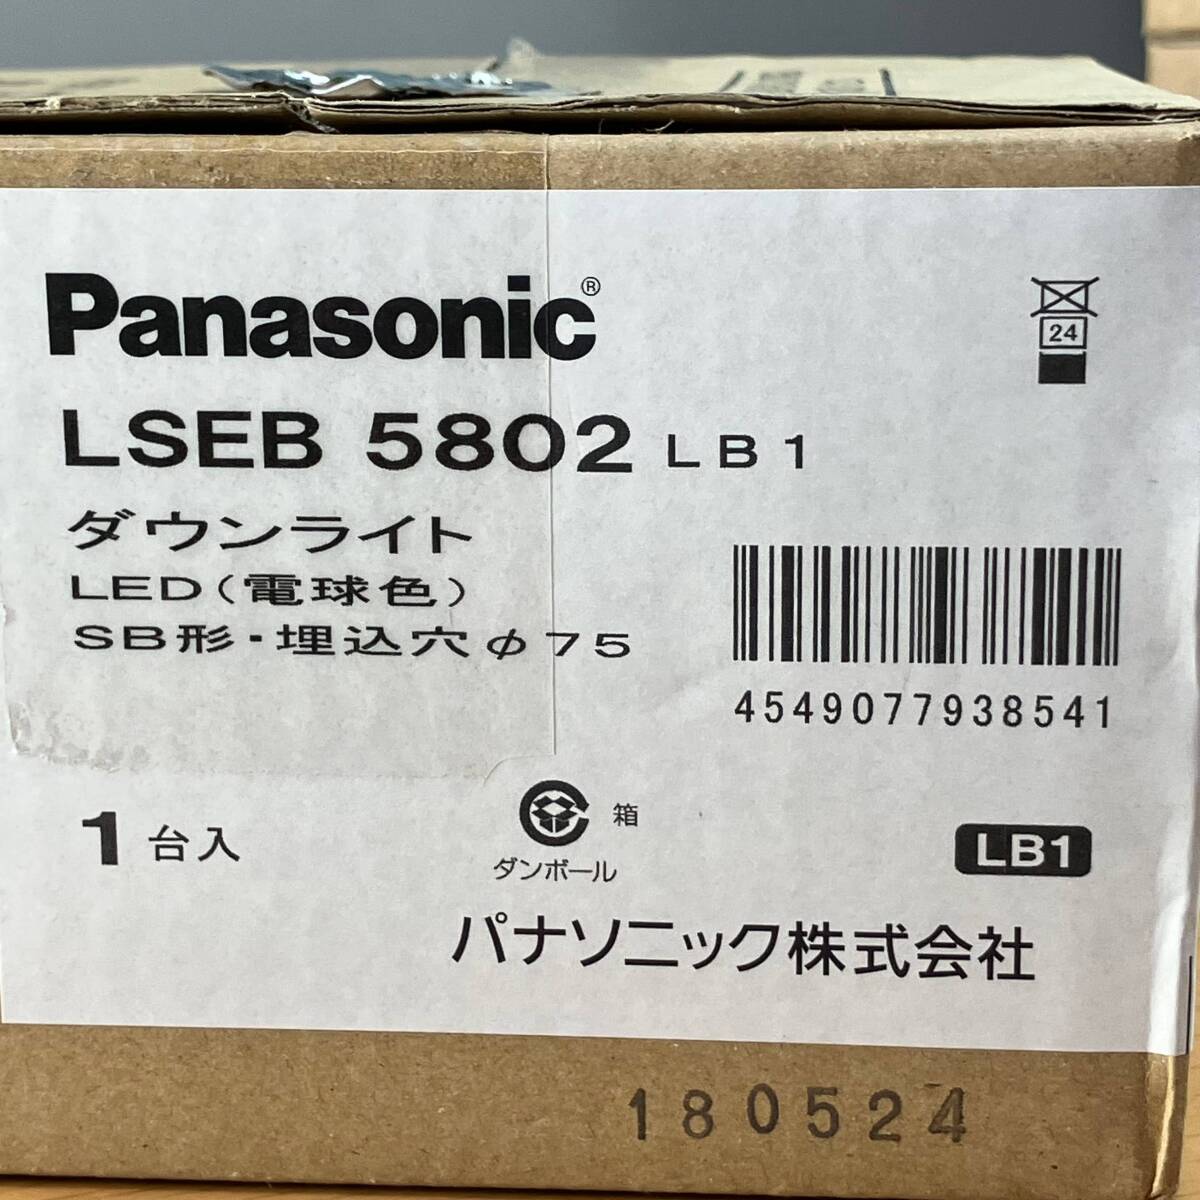 Panasonic®
24
LSEB 5802 LB1
ダウンライト
LED(電球色)
SB形・埋込穴φ75
4549077938541
1台入
箱
ダンボール
LB1
パナソニック株式会社
180524